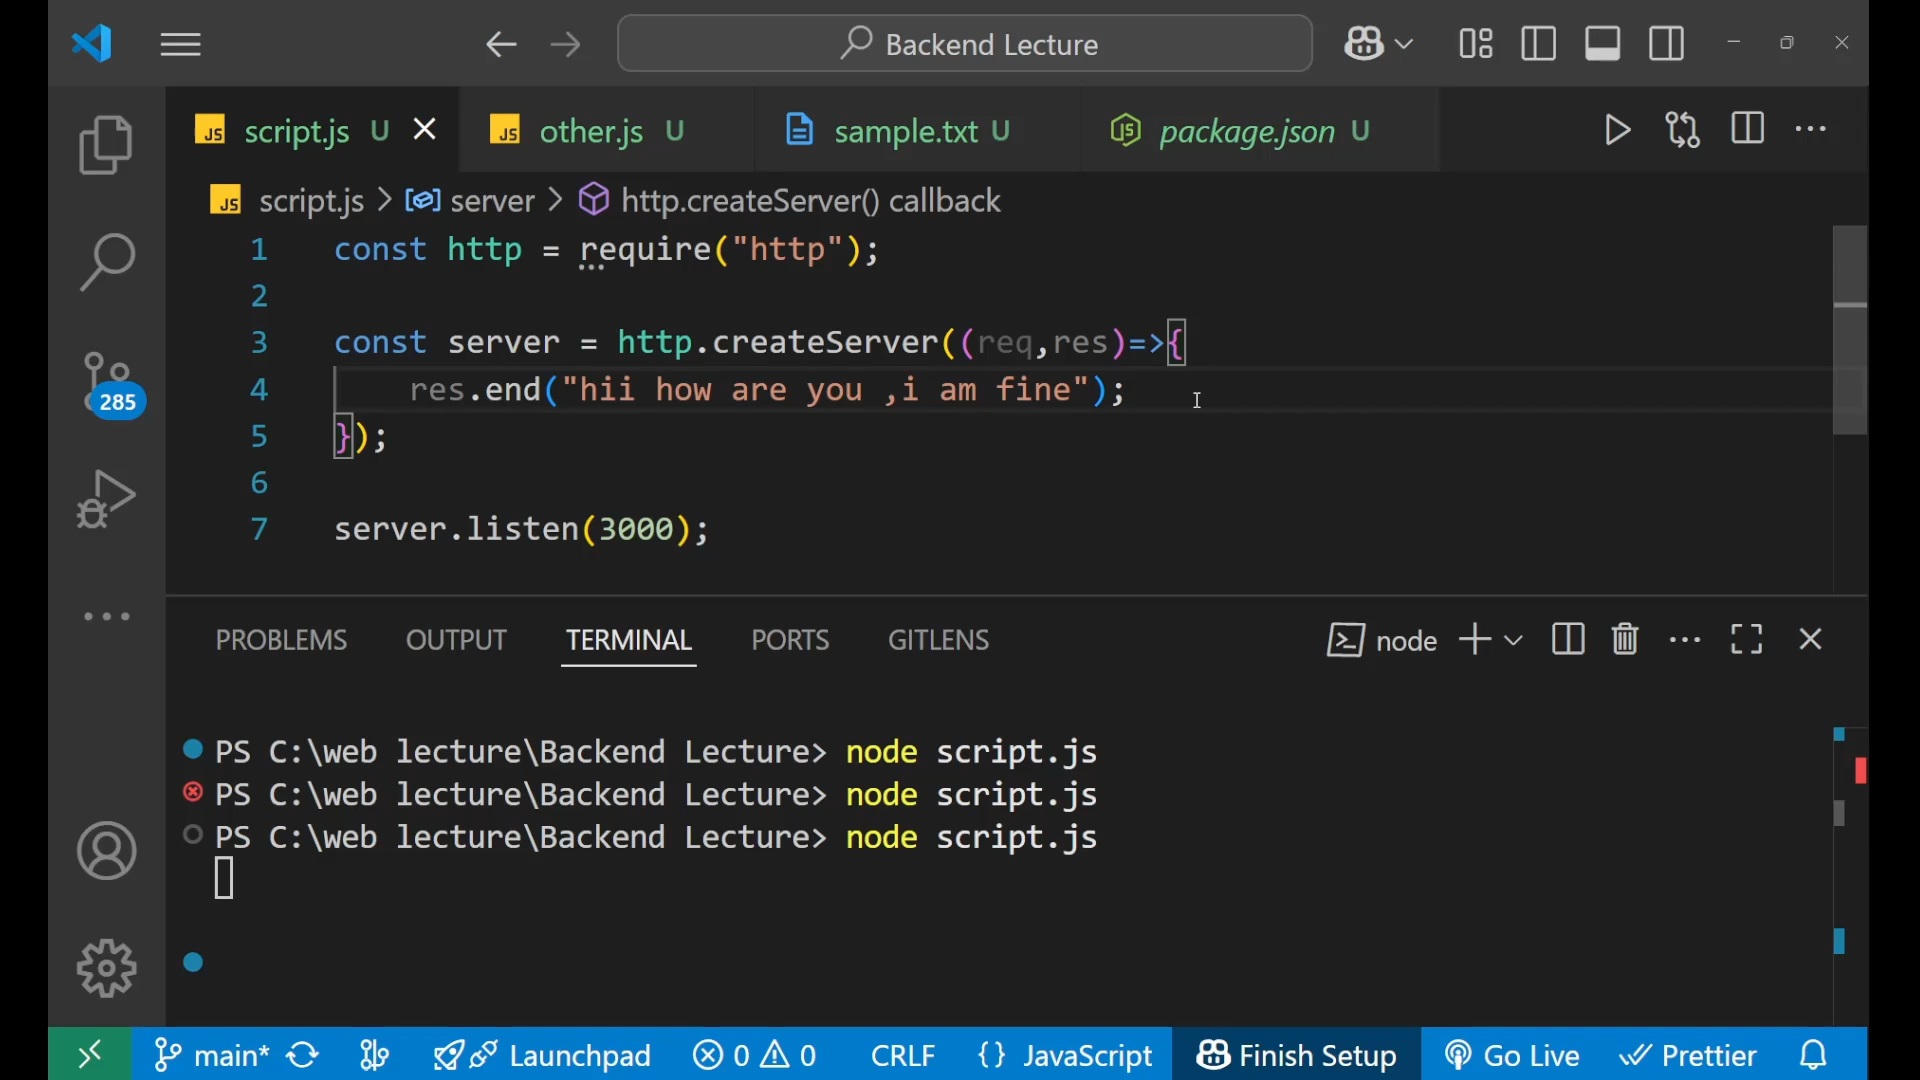 Backend Lecture
JS script.js U
JS other.js U
sample.txt U
package.json U
JS script.js > server > http.createServer() callback
1 const http = require("http");
2
3 const server = http.createServer((req,res)=>{
4 res.end("hii how are you ,i am fine");
5 });
6
7 server.listen(3000);
285
PROBLEMS OUTPUT TERMINAL PORTS GITLENS
node
PS C:\web lecture\Backend Lecture> node script.js
PS C:\web lecture\Backend Lecture> node script.js
PS C:\web lecture\Backend Lecture> node script.js
main* Launchpad 0 0 CRLF {} JavaScript Finish Setup Go Live Prettier